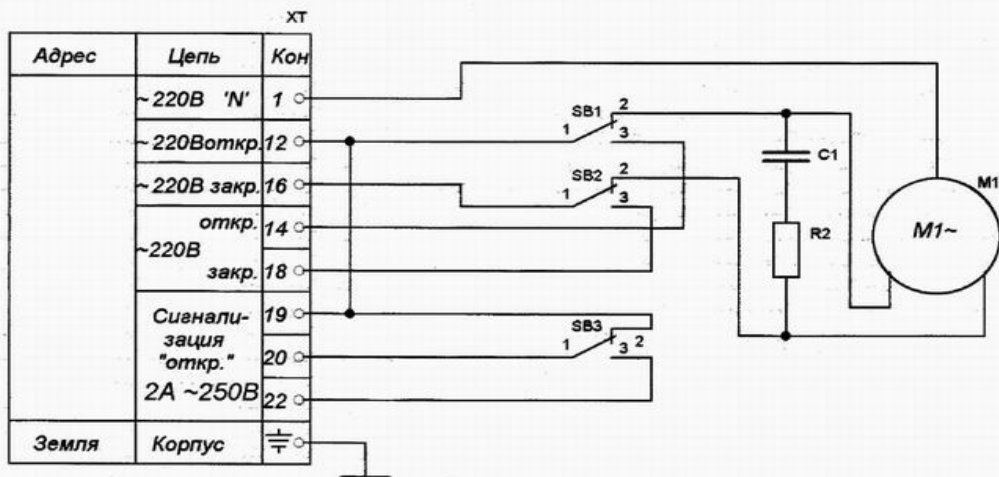 XT
Адрес Цепь Кон
~220В 'N' 1
~220Воткр. 12
~220В закр. 16
откр. 14
~220В
закр. 18
Сигнали-
зация
"откр."
2А ~250В
19
20
22
Земля Корпус
SB1
1 2 3
SB2
1 2 3
SB3
1 3 2
C1
R2
M1
M1~